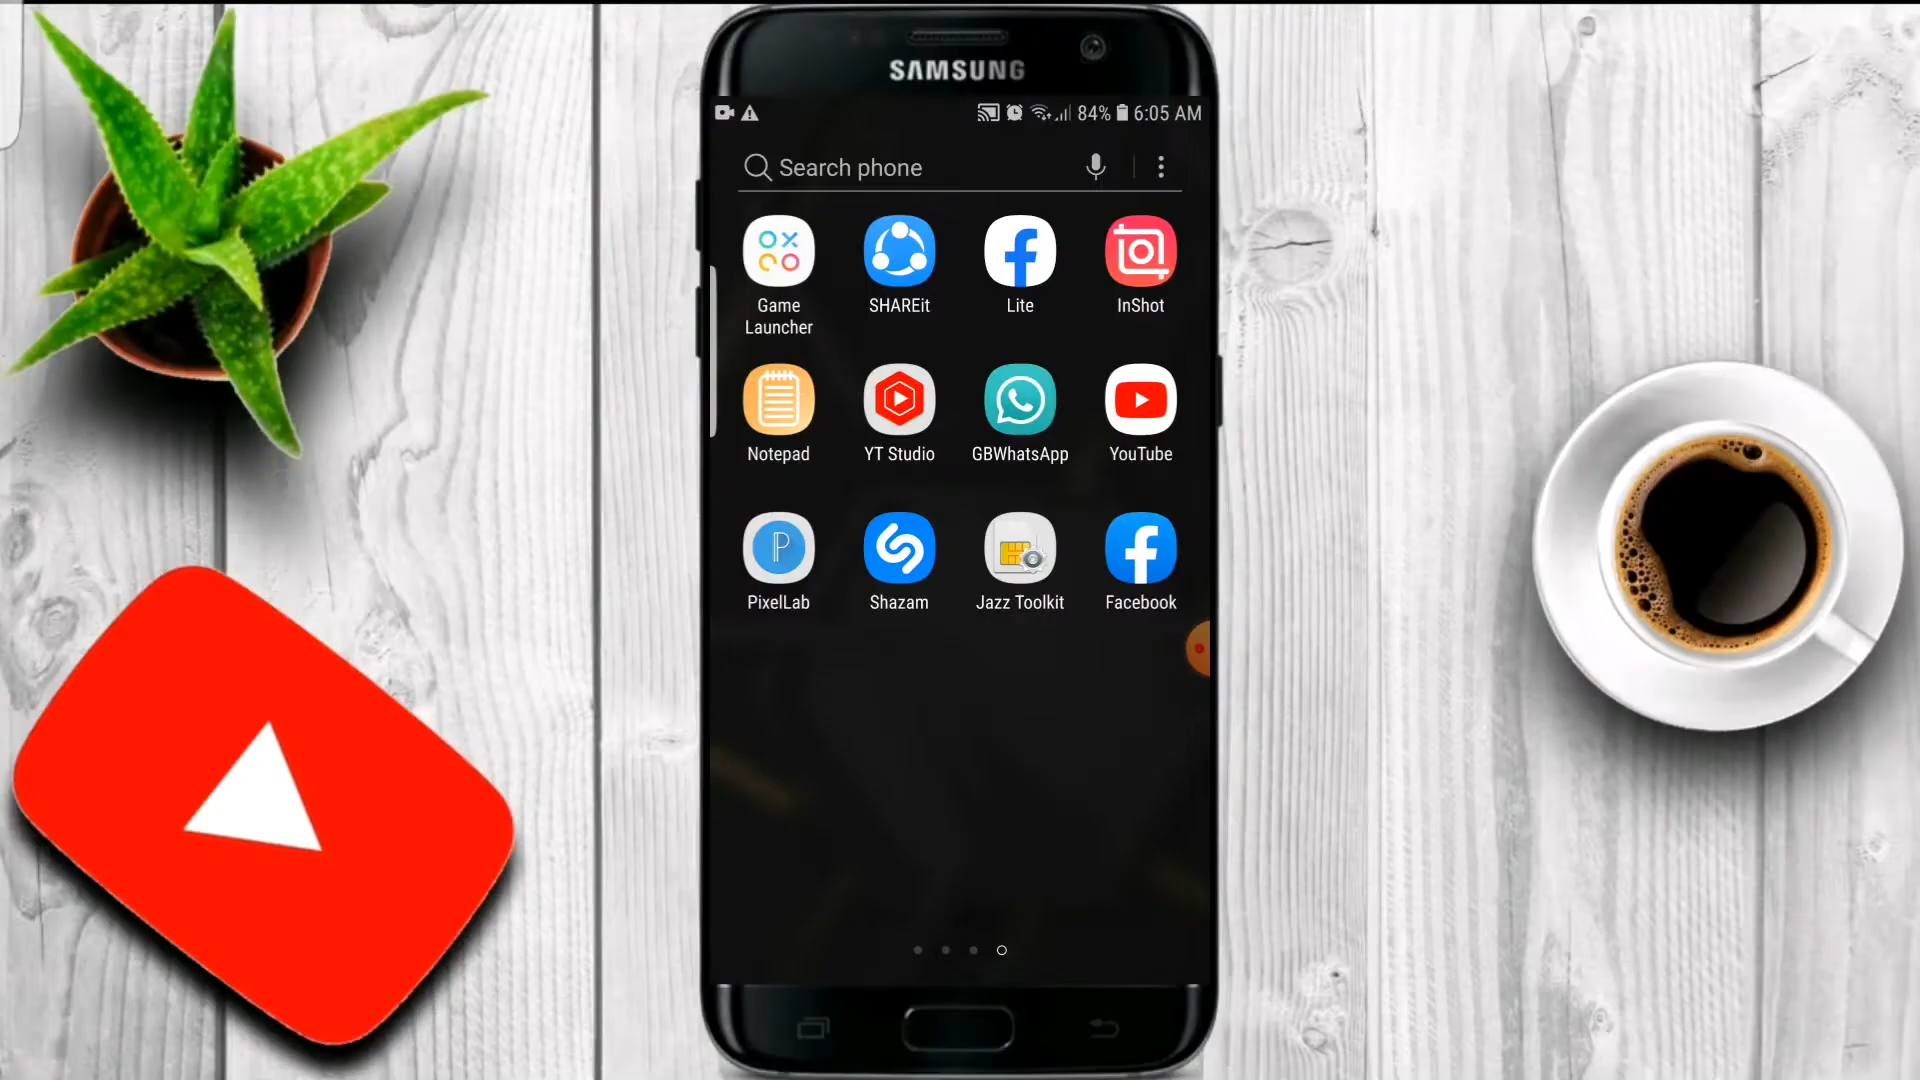 SAMSUNG
84% 6:05 AM
Search phone
Game Launcher
SHAREit
Lite
InShot
Notepad
YT Studio
GBWhatsApp
YouTube
PixelLab
Shazam
Jazz Toolkit
Facebook